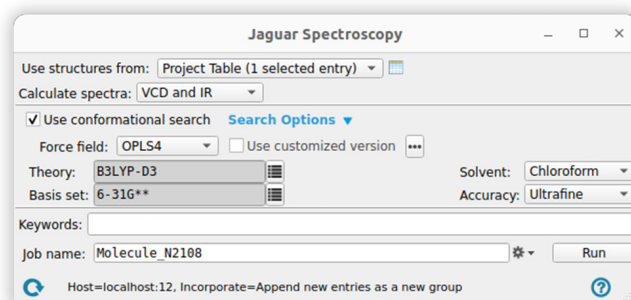 Jaguar Spectroscopy
Use structures from: Project Table (1 selected entry)
Calculate spectra: VCD and IR
Use conformational search Search Options
Force field: OPLS4 Use customized version ...
Theory: B3LYP-D3 Solvent: Chloroform
Basis set: 6-31G** Accuracy: Ultrafine
Keywords:
Job name: Molecule_N2108 Run
Host=localhost:12, Incorporate=Append new entries as a new group ?